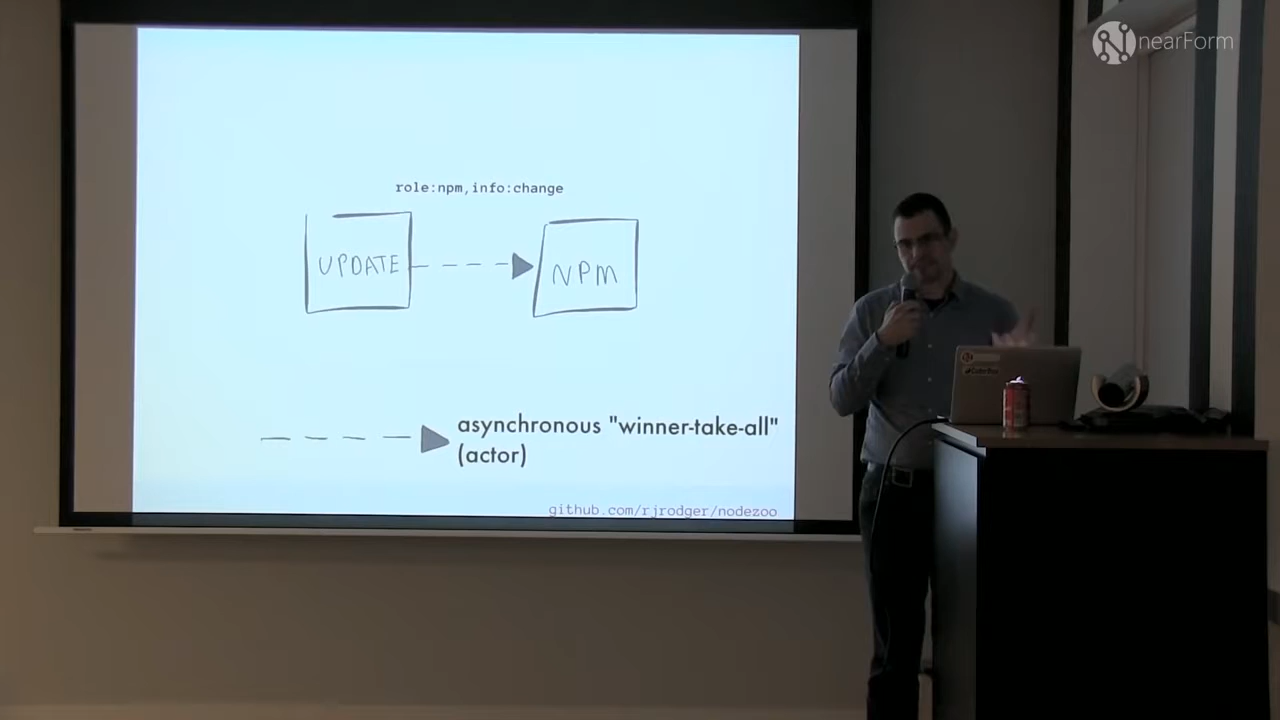 nearForm
role:npm,info:change
UPDATE
NPM
asynchronous "winner-take-all"
(actor)
github.com/rjrodger/nodezoo